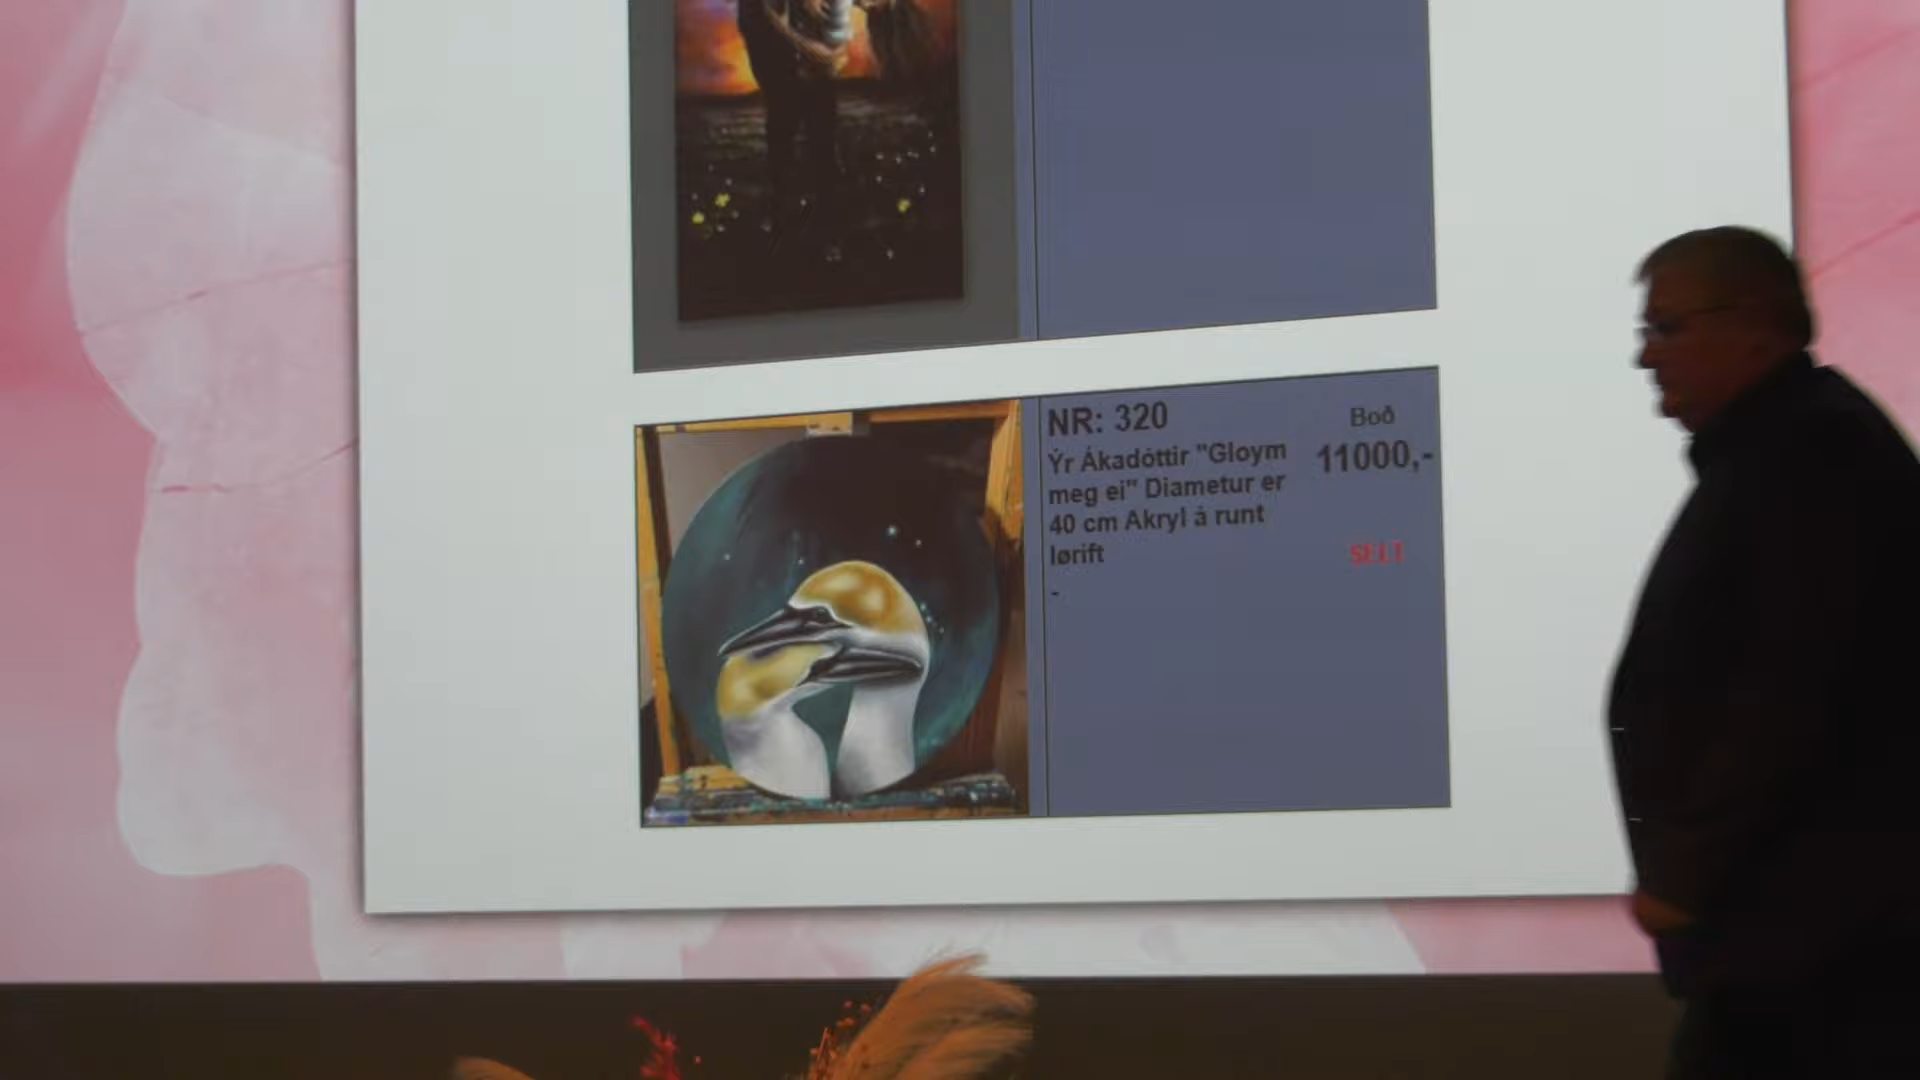 NR: 320
Boð
11000,-
Ýr Ákadóttir "Gloym
meg ei" Diametur er
40 cm Akryl á runt
lørift
SELT
-